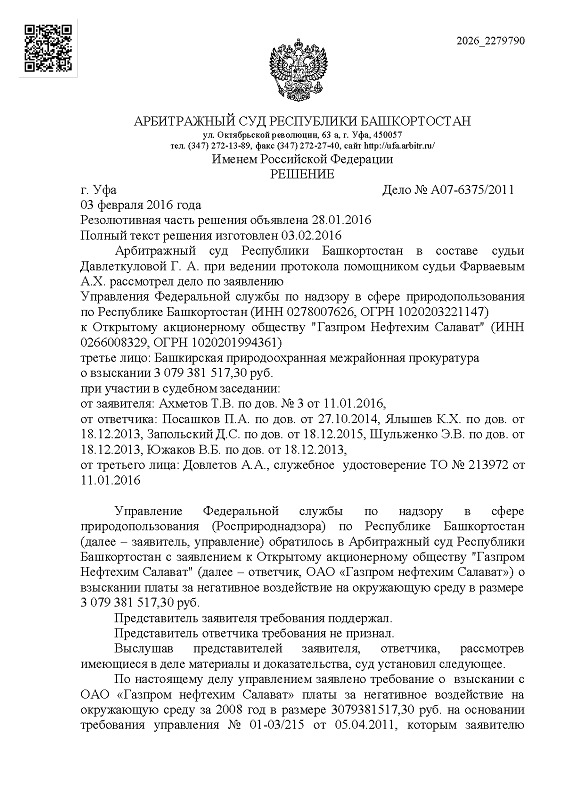 2026_2279790
АРБИТРАЖНЫЙ СУД РЕСПУБЛИКИ БАШКОРТОСТАН
ул. Октябрьской революции, 63 а, г. Уфа, 450057
тел. (347) 272-13-89, факс (347) 272-27-40, сайт http://ufa.arbitr.ru/
Именем Российской Федерации
РЕШЕНИЕ
г. Уфа Дело № А07-6375/2011
03 февраля 2016 года
Резолютивная часть решения объявлена 28.01.2016
Полный текст решения изготовлен 03.02.2016
Арбитражный суд Республики Башкортостан в составе судьи
Давлеткуловой Г. А. при ведении протокола помощником судьи Фарваевым
А.Х. рассмотрел дело по заявлению
Управления Федеральной службы по надзору в сфере природопользования
по Республике Башкортостан (ИНН 0278007626, ОГРН 1020203221147)
к Открытому акционерному обществу "Газпром Нефтехим Салават" (ИНН
0266008329, ОГРН 1020201994361)
третье лицо: Башкирская природоохранная межрайонная прокуратура
о взыскании 3 079 381 517,30 руб.
при участии в судебном заседании:
от заявителя: Ахметов Т.В. по дов. № 3 от 11.01.2016,
от ответчика: Посашков П.А. по дов. от 27.10.2014, Ялышев К.Х. по дов. от
18.12.2013, Запольский Д.С. по дов. от 18.12.2015, Шульженко Э.В. по дов. от
18.12.2013, Южаков В.Б. по дов. от 18.12.2013,
от третьего лица: Довлетов А.А., служебное удостоверение ТО № 213972 от
11.01.2016
Управление Федеральной службы по надзору в сфере
природопользования (Росприроднадзора) по Республике Башкортостан
(далее – заявитель, управление) обратилось в Арбитражный суд Республики
Башкортостан с заявлением к Открытому акционерному обществу "Газпром
Нефтехим Салават" (далее – ответчик, ОАО «Газпром нефтехим Салават») о
взыскании платы за негативное воздействие на окружающую среду в размере
3 079 381 517,30 руб.
Представитель заявителя требования поддержал.
Представитель ответчика требования не признал.
Выслушав представителей заявителя, ответчика, рассмотрев
имеющиеся в деле материалы и доказательства, суд установил следующее.
По настоящему делу управлением заявлено требование о взыскании с
ОАО «Газпром нефтехим Салават» платы за негативное воздействие на
окружающую среду за 2008 год в размере 3079381517,30 руб. на основании
требования управления № 01-03/215 от 05.04.2011, которым заявителю